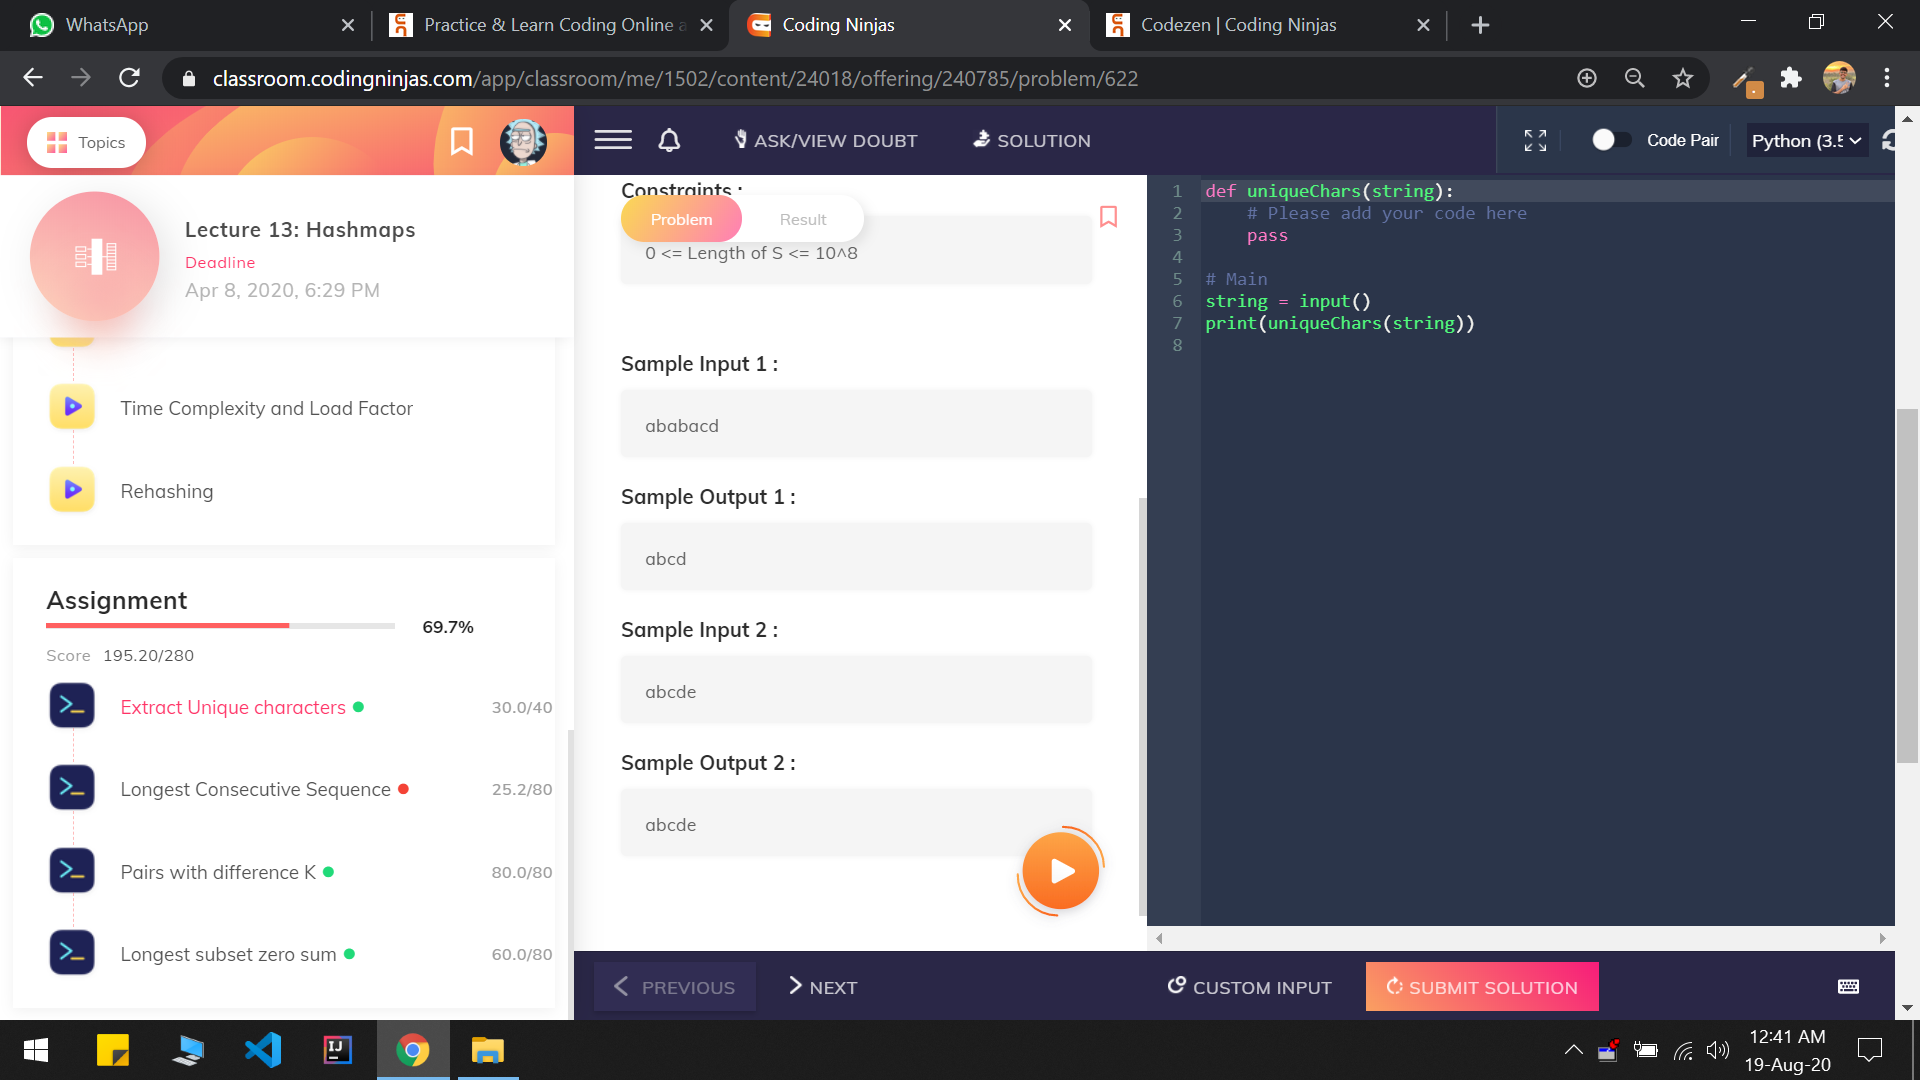 WhatsApp
Practice & Learn Coding Online a
Coding Ninjas
Codezen | Coding Ninjas
classroom.codingninjas.com/app/classroom/me/1502/content/24018/offering/240785/problem/622
Topics
Lecture 13: Hashmaps
Deadline
Apr 8, 2020, 6:29 PM
Time Complexity and Load Factor
Rehashing
Assignment
69.7%
Score 195.20/280
Extract Unique characters 30.0/40
Longest Consecutive Sequence 25.2/80
Pairs with difference K 80.0/80
Longest subset zero sum 60.0/80
ASK/VIEW DOUBT
SOLUTION
Constraints :
Problem
Result
0 <= Length of S <= 10^8
Sample Input 1 :
ababacd
Sample Output 1 :
abcd
Sample Input 2 :
abcde
Sample Output 2 :
abcde
Code Pair
Python (3.5
1 def uniqueChars(string):
2 # Please add your code here
3 pass
4
5 # Main
6 string = input()
7 print(uniqueChars(string))
8
PREVIOUS
NEXT
CUSTOM INPUT
SUBMIT SOLUTION
IJ
12:41 AM
19-Aug-20